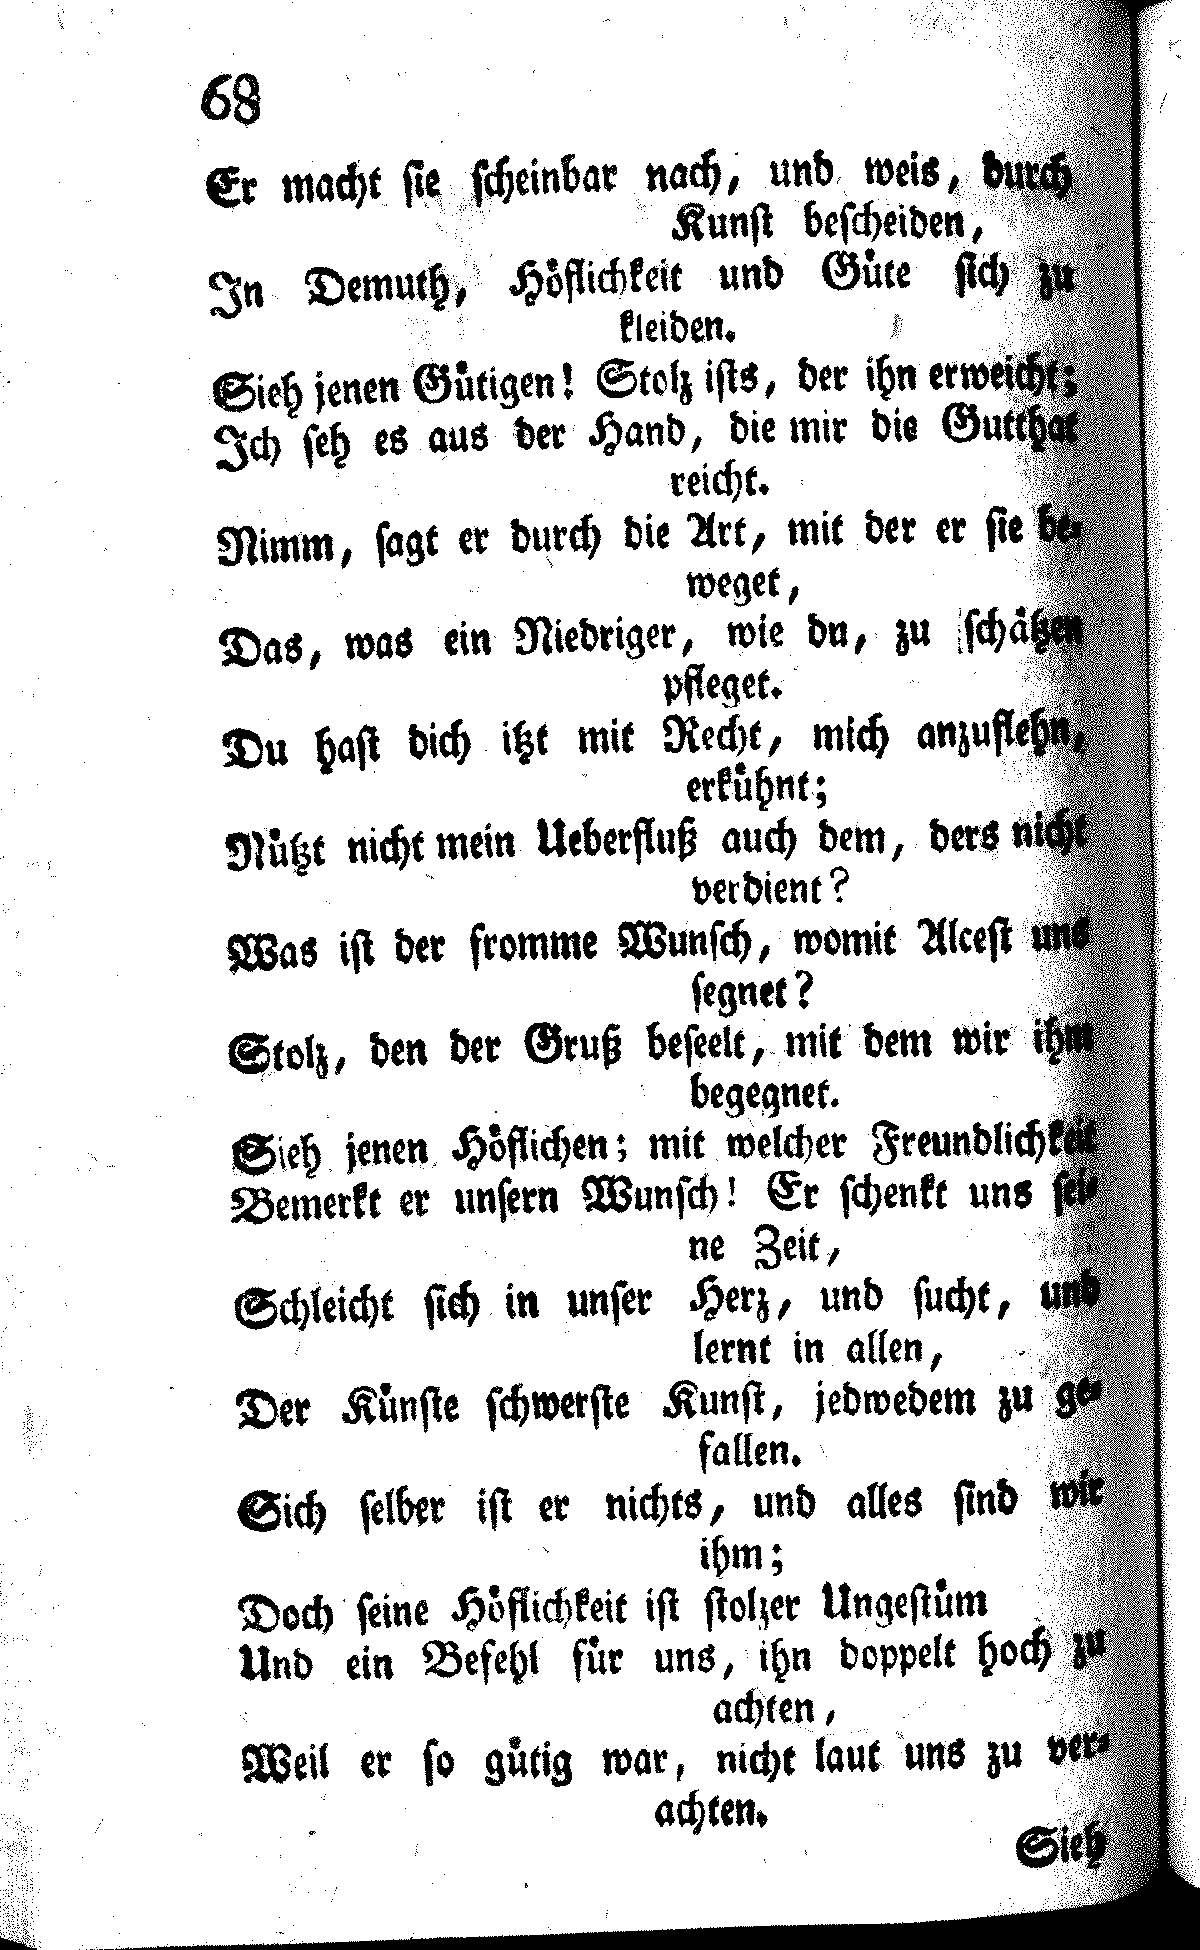 68
Er macht ſie ſcheinbar nach, und weis, durch
Kunſt beſcheiden,
In Demuth, Höflichkeit und Güte ſich zu
kleiden.
Sieh jenen Gütigen! Stolz iſts, der ihn erweicht;
Ich ſeh es aus der Hand, die mir die Gutthat
reicht.
Nimm, ſagt er durch die Art, mit der er ſie be-
weget,
Das, was ein Niedriger, wie du, zu ſchätzen
pfleget.
Du haſt dich itzt mit Recht, mich anzuflehn,
erkühnt;
Nützt nicht mein Ueberfluß auch dem, ders nicht
verdient?
Was iſt der fromme Wunſch, womit Alceſt uns
ſegnet?
Stolz, den der Gruß beſeelt, mit dem wir ihm
begegnet.
Sieh jenen Höflichen; mit welcher Freundlichkeit
Bemerkt er unſern Wunſch! Er ſchenkt uns ſei-
ne Zeit,
Schleicht ſich in unſer Herz, und ſucht, und
lernt in allen,
Der Künſte ſchwerſte Kunſt, jedwedem zu ge-
fallen.
Sich ſelber iſt er nichts, und alles ſind wir
ihm;
Doch ſeine Höflichkeit iſt ſtolzer Ungeſtüm
Und ein Befehl für uns, ihn doppelt hoch zu
achten,
Weil er ſo gütig war, nicht laut uns zu ver-
achten.
Sieh